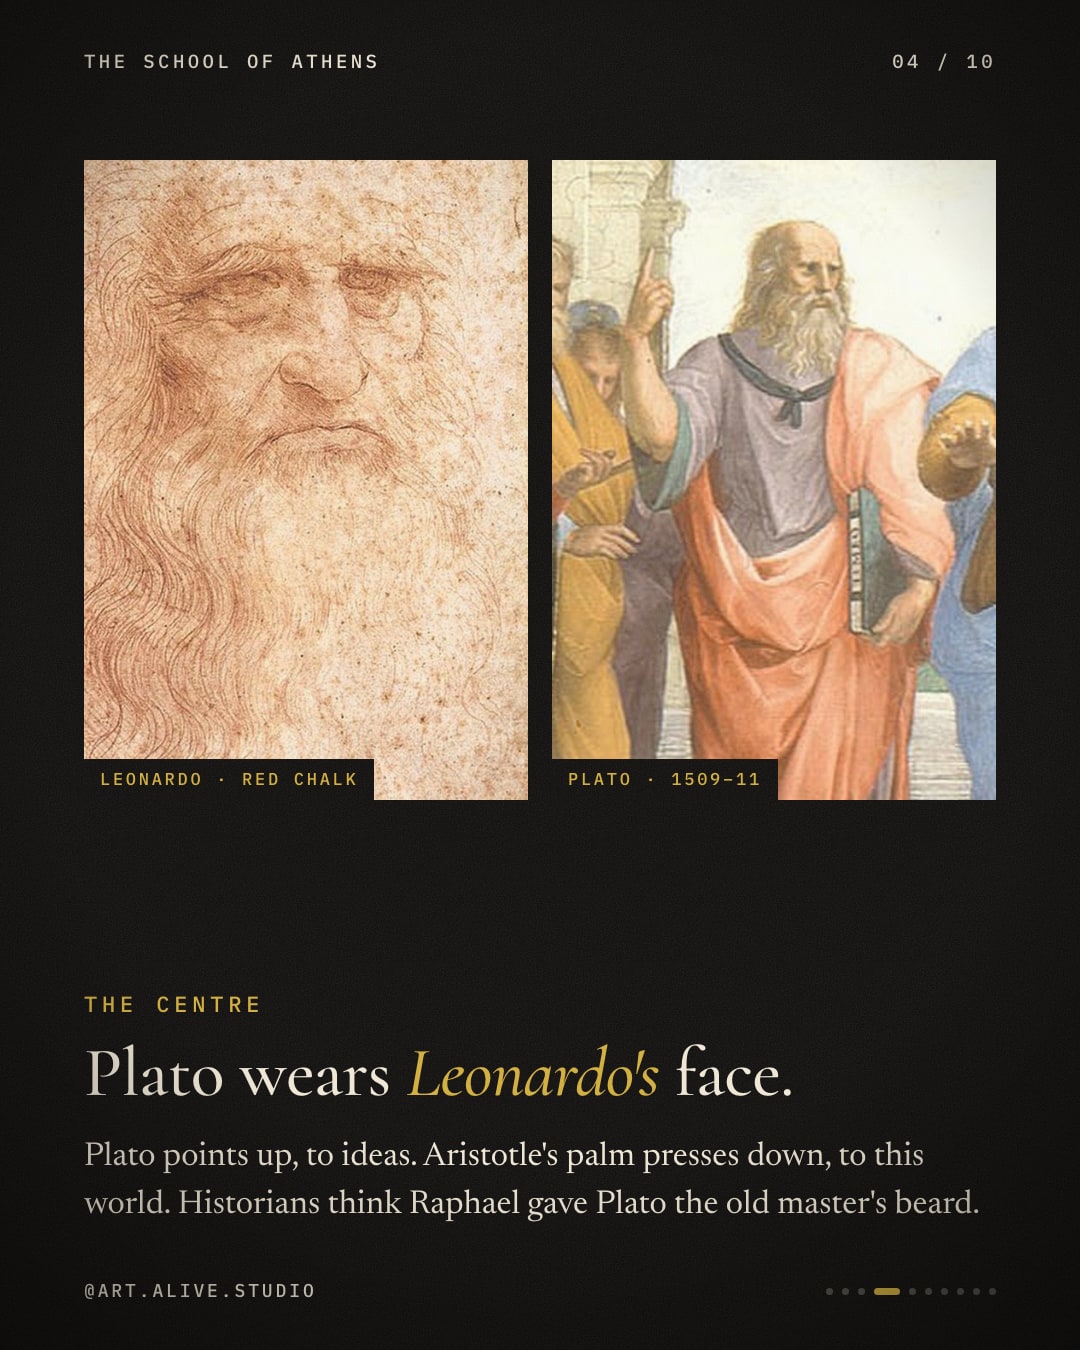 THE SCHOOL OF ATHENS
04 / 10
LEONARDO · RED CHALK
PLATO · 1509–11
THE CENTRE
Plato wears Leonardo's face.
Plato points up, to ideas. Aristotle's palm presses down, to this
world. Historians think Raphael gave Plato the old master's beard.
@ART.ALIVE.STUDIO